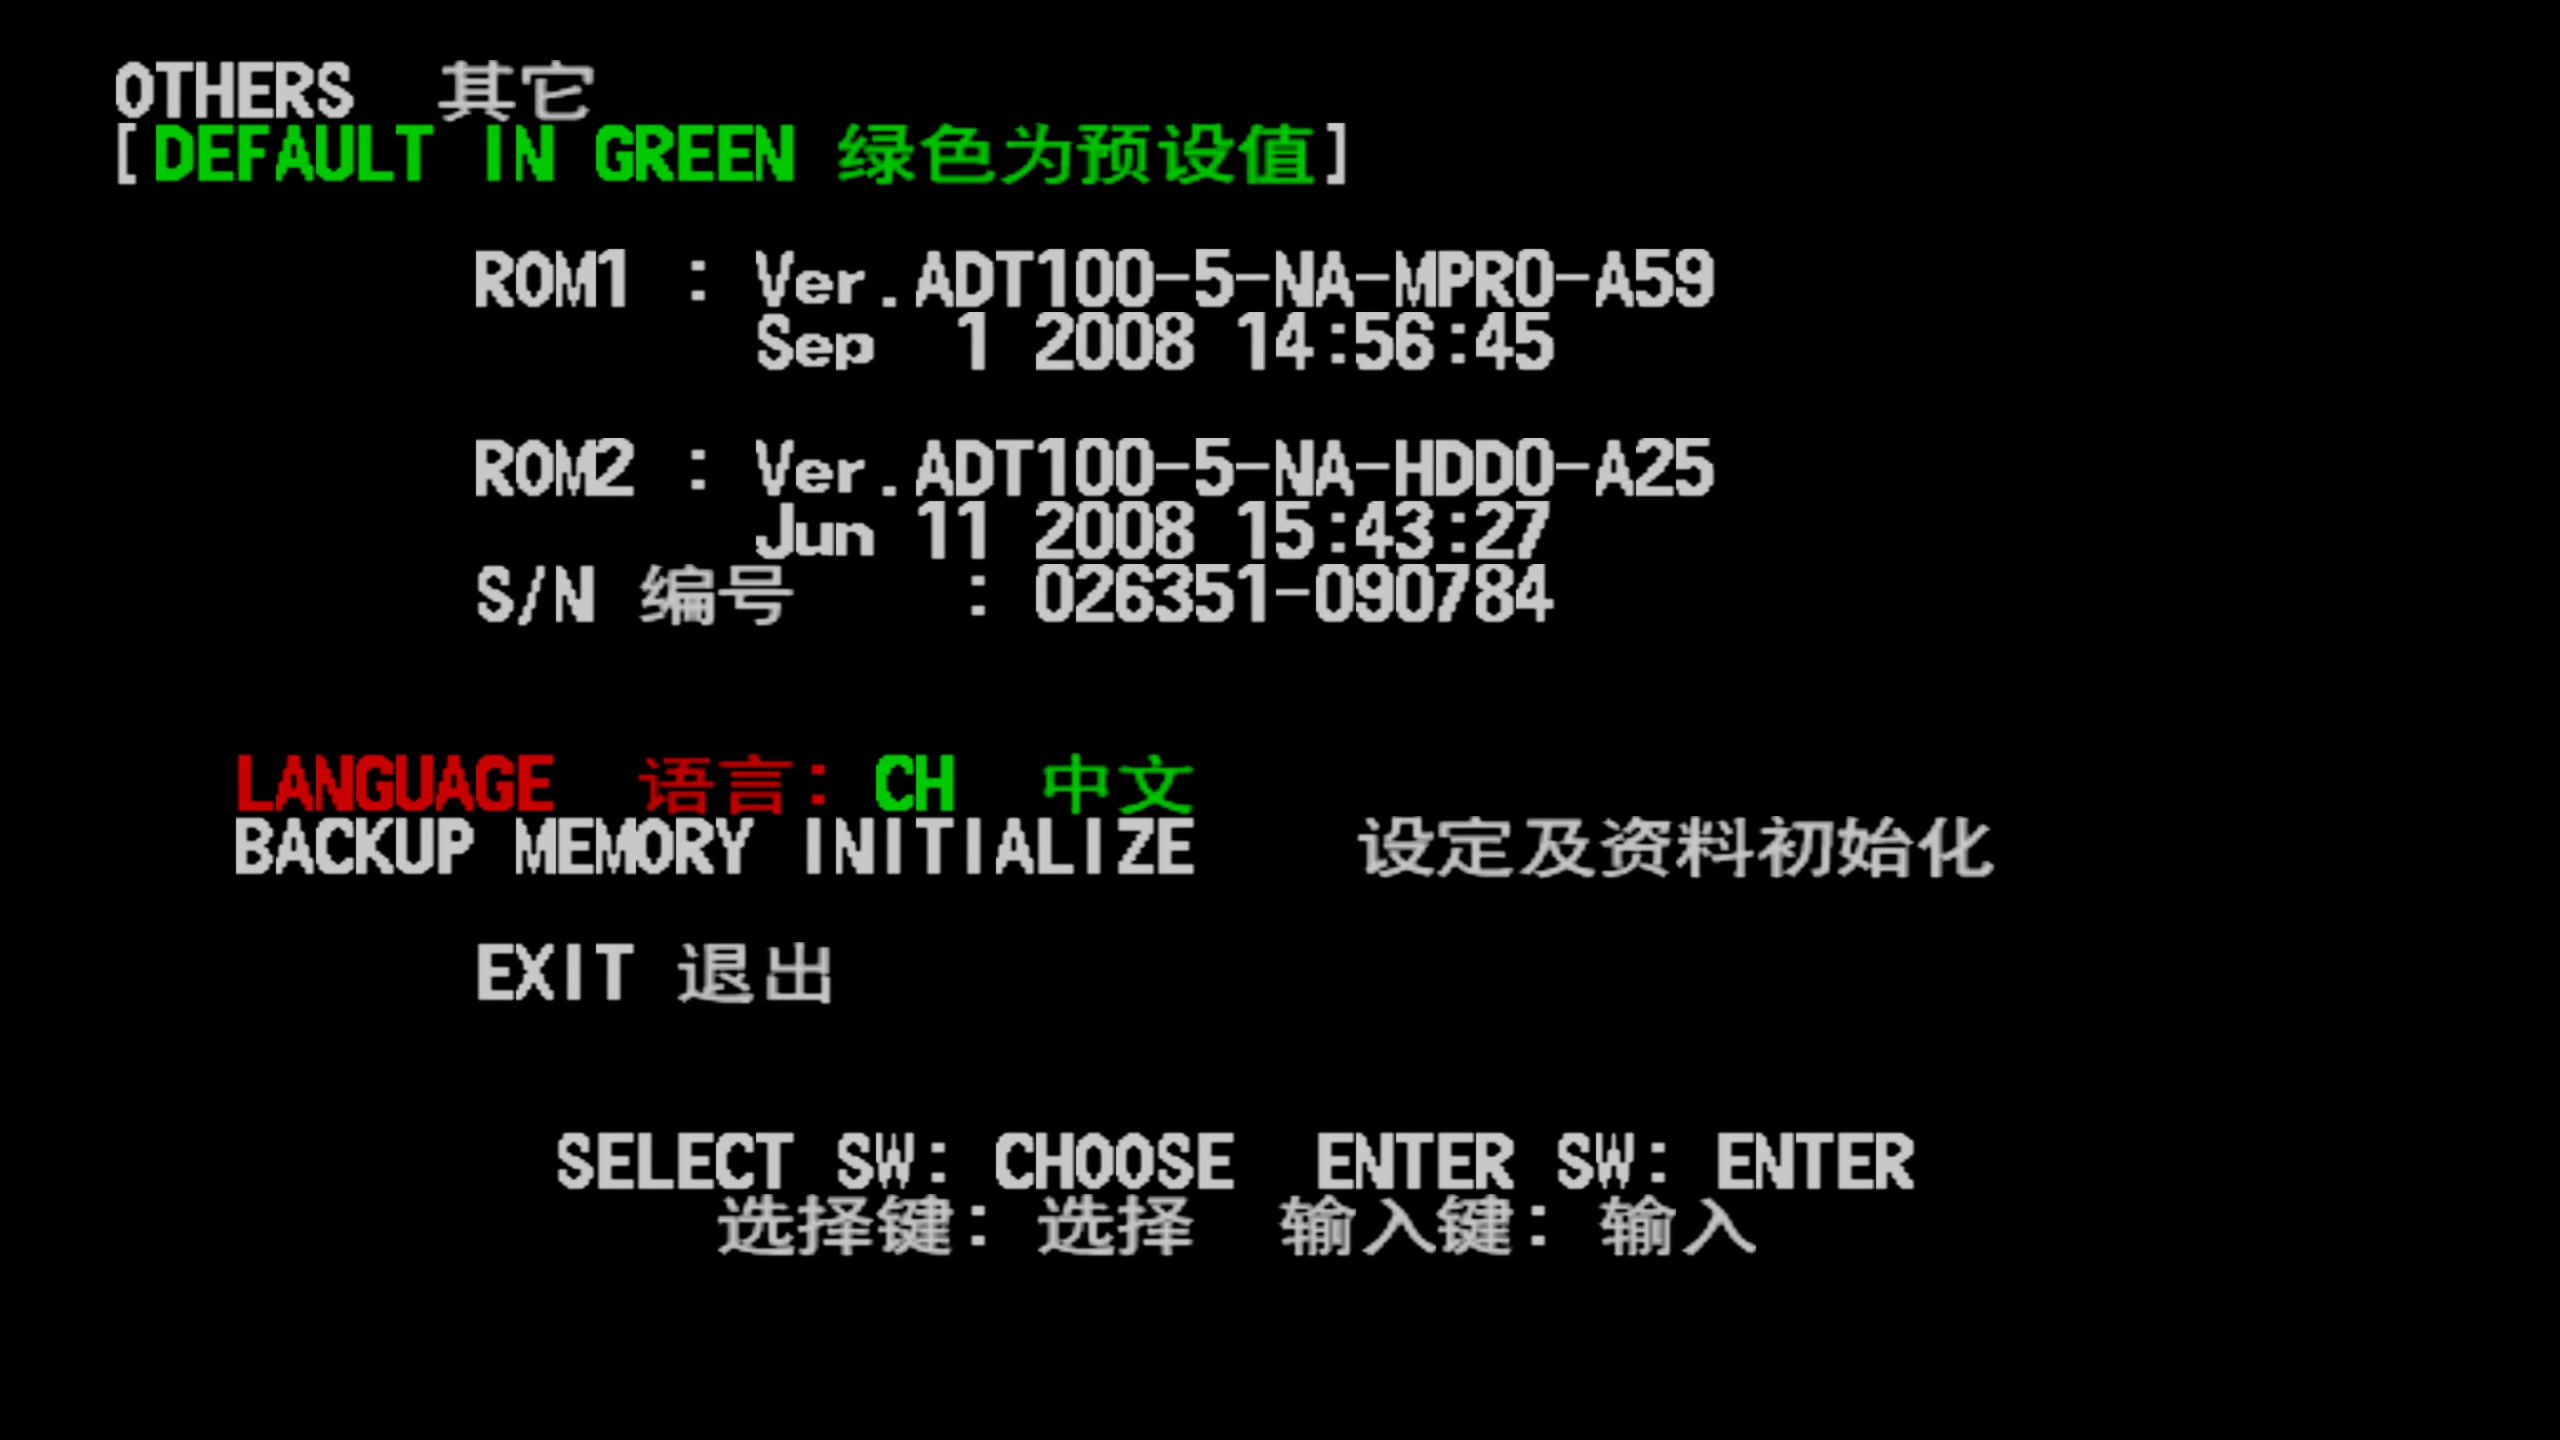 OTHERS 其它
[DEFAULT IN GREEN 绿色为预设值]
ROM1 : Ver.ADT100-5-NA-MPR0-A59
Sep 1 2008 14:56:45
ROM2 : Ver.ADT100-5-NA-HDD0-A25
Jun 11 2008 15:43:27
S/N 编号 : 026351-090784
LANGUAGE 语言: CH 中文
BACKUP MEMORY INITIALIZE 设定及资料初始化
EXIT 退出
SELECT SW: CHOOSE ENTER SW: ENTER
选择键: 选择 输入键: 输入